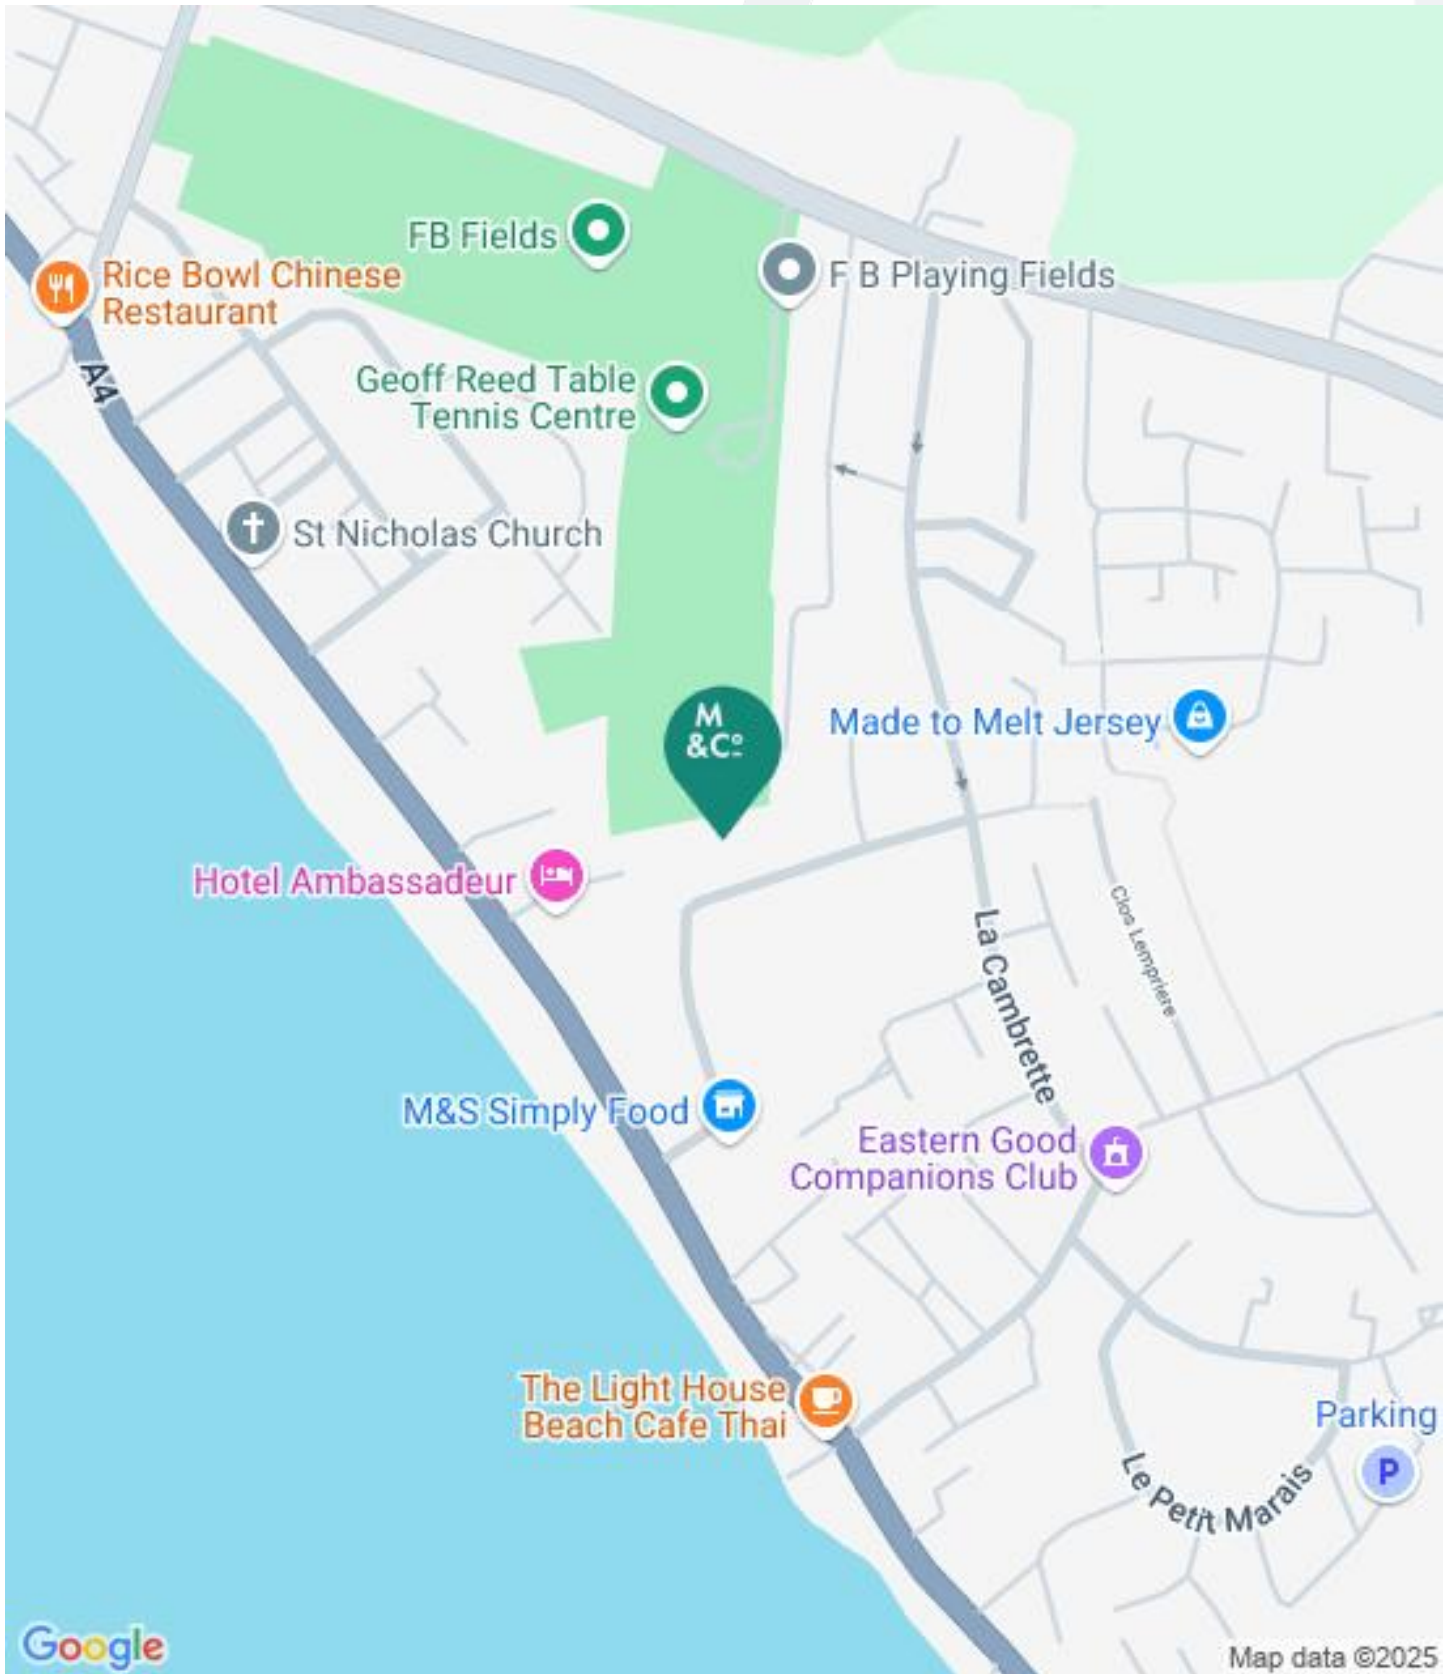 FB Fields
F B Playing Fields
Rice Bowl Chinese
Restaurant
A4
Geoff Reed Table
Tennis Centre
St Nicholas Church
M
&Co
Made to Melt Jersey
Hotel Ambassadeur
La Cambrette
Clos Lempriere
M&S Simply Food
Eastern Good
Companions Club
The Light House
Beach Cafe Thai
Parking
P
Le Petit Marais
Google
Map data ©2025